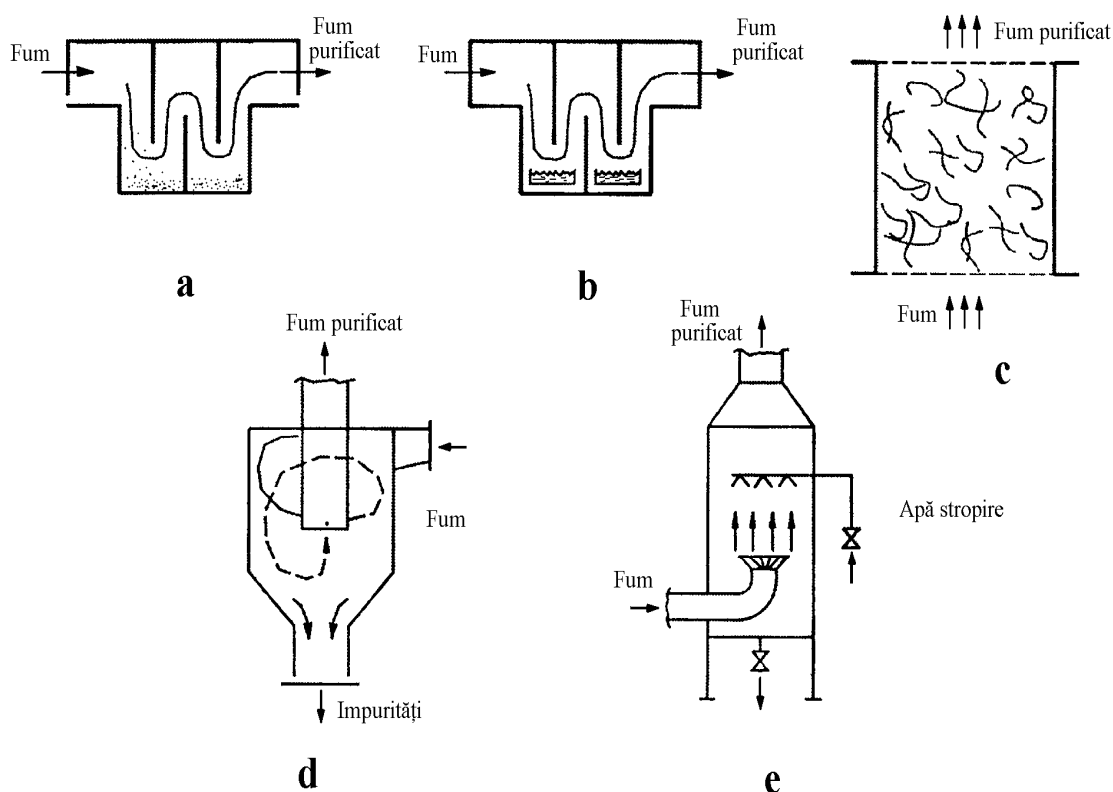 Fum
Fum
purificat
a
Fum
Fum
purificat
b
Fum purificat
Fum
c
Fum purificat
Fum
Impurități
d
Fum
purificat
Apă stropire
Fum
e